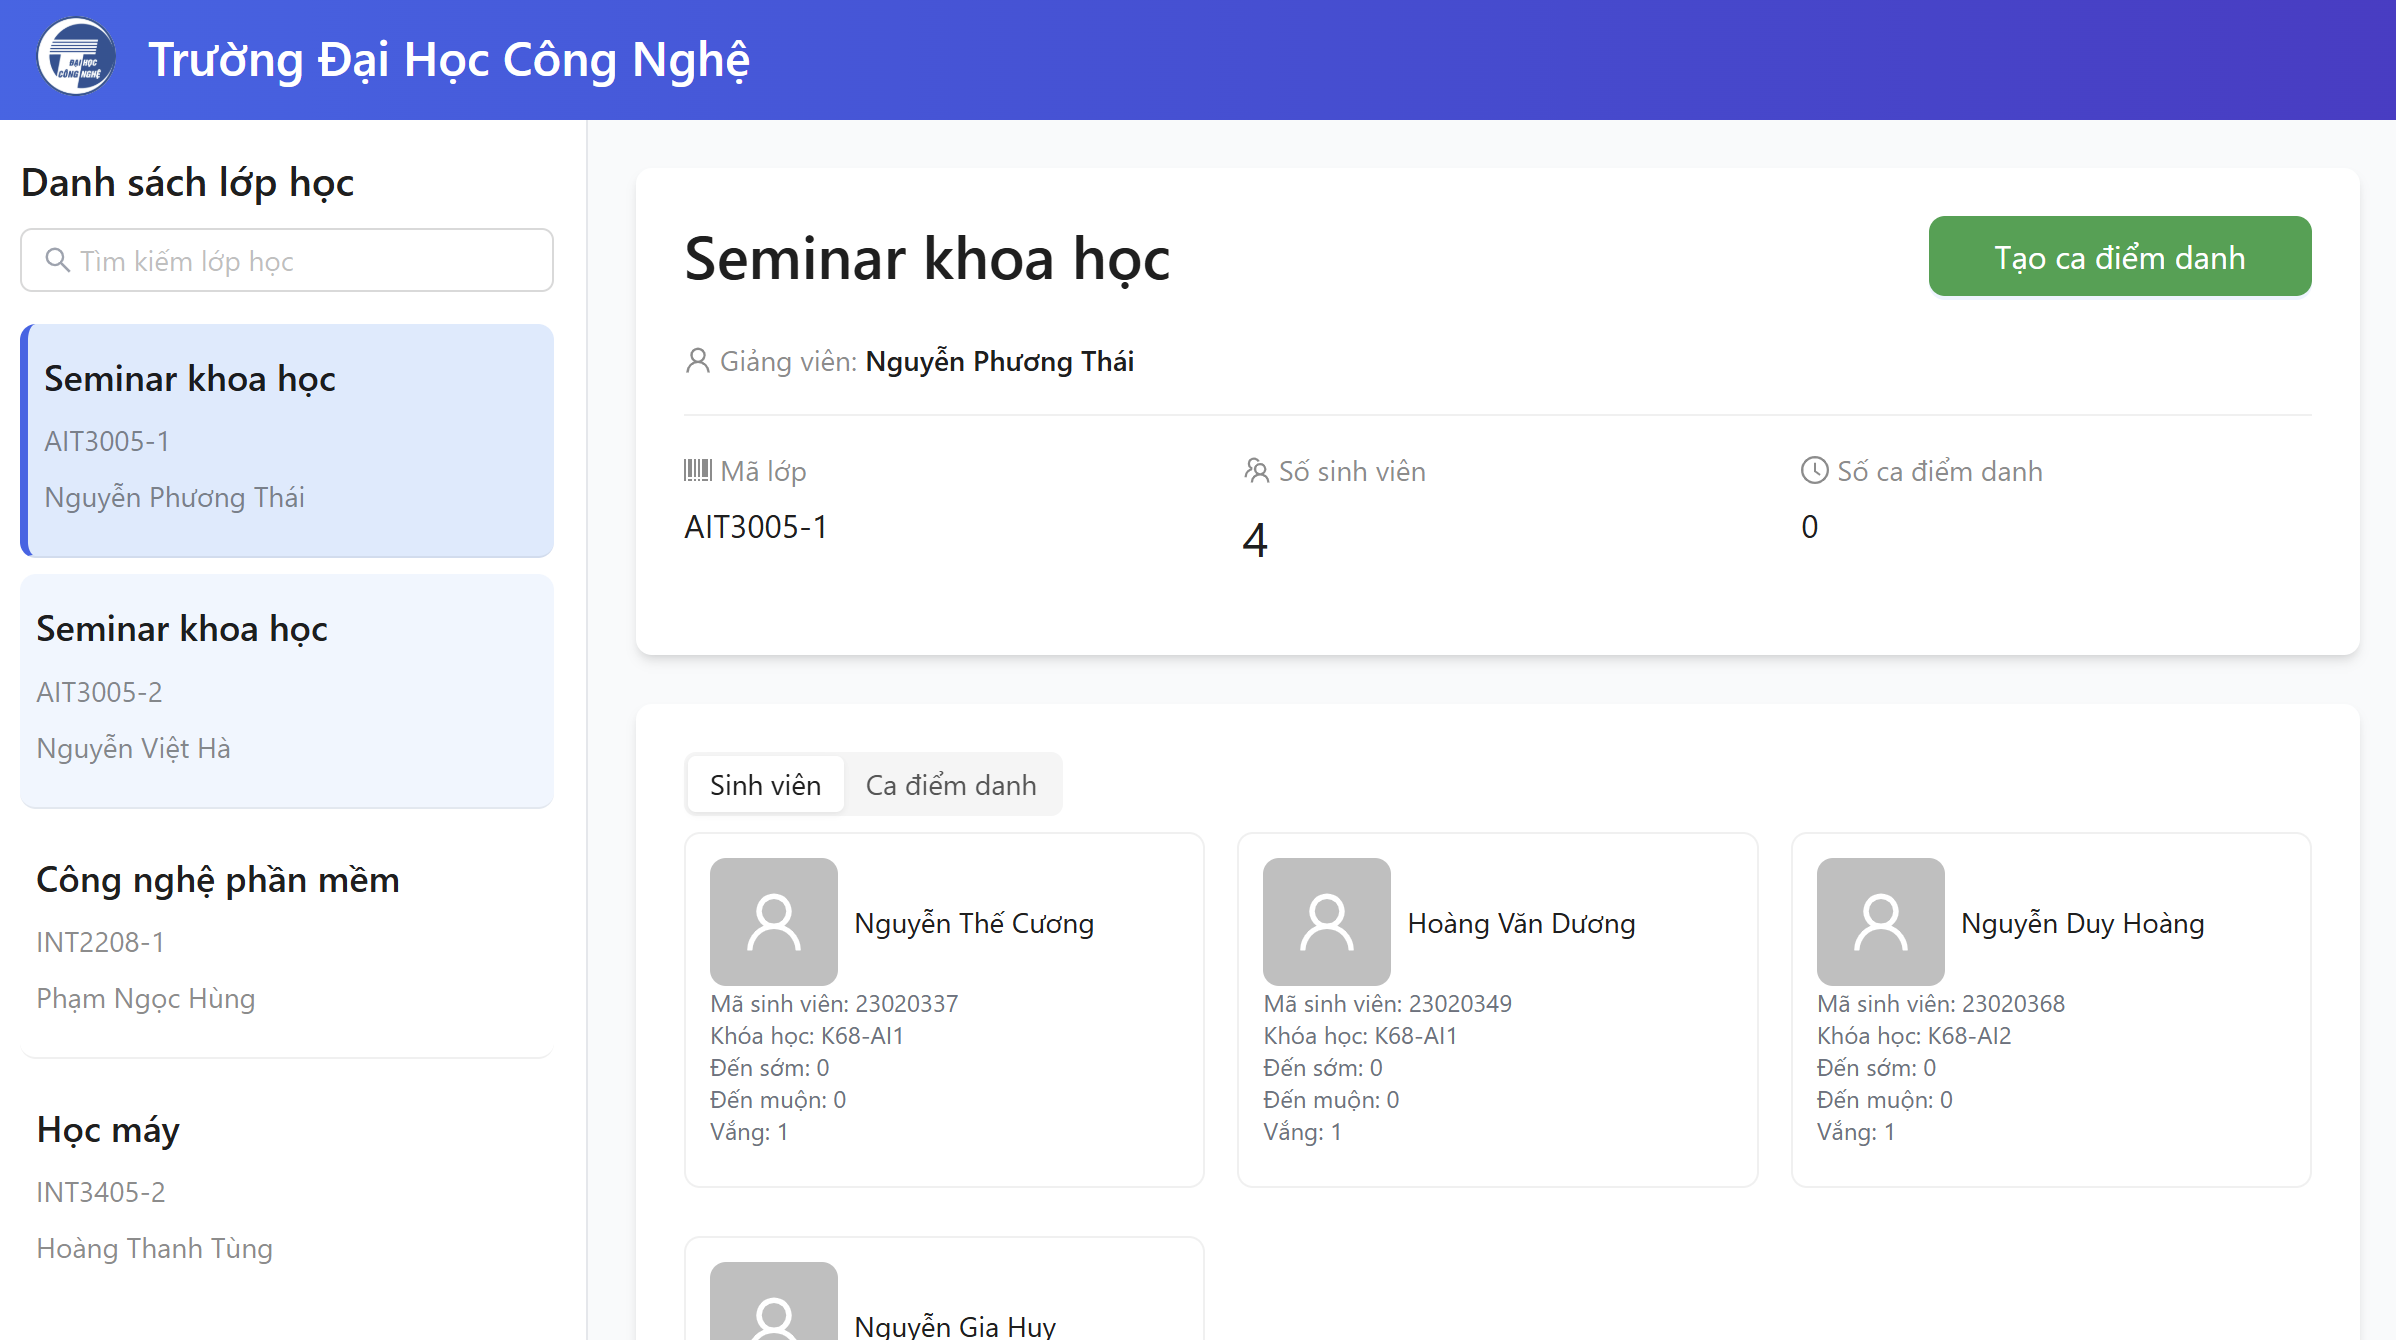 ĐẠI HỌC
CÔNG NGHỆ
Trường Đại Học Công Nghệ
Danh sách lớp học
Tìm kiếm lớp học
Seminar khoa học
AIT3005-1
Nguyễn Phương Thái
Seminar khoa học
AIT3005-2
Nguyễn Việt Hà
Công nghệ phần mềm
INT2208-1
Phạm Ngọc Hùng
Học máy
INT3405-2
Hoàng Thanh Tùng
Seminar khoa học
Tạo ca điểm danh
Giảng viên: Nguyễn Phương Thái
Mã lớp
AIT3005-1
Số sinh viên
4
Số ca điểm danh
0
Sinh viên
Ca điểm danh
Nguyễn Thế Cương
Mã sinh viên: 23020337
Khóa học: K68-AI1
Đến sớm: 0
Đến muộn: 0
Vắng: 1
Hoàng Văn Dương
Mã sinh viên: 23020349
Khóa học: K68-AI1
Đến sớm: 0
Đến muộn: 0
Vắng: 1
Nguyễn Duy Hoàng
Mã sinh viên: 23020368
Khóa học: K68-AI2
Đến sớm: 0
Đến muộn: 0
Vắng: 1
Nguyễn Gia Huy